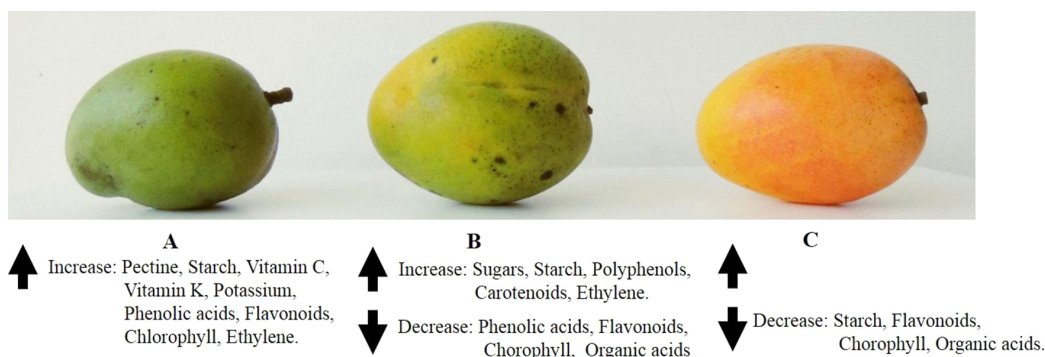 A
Increase: Pectine, Starch, Vitamin C,
Vitamin K, Potassium,
Phenolic acids, Flavonoids,
Chlorophyll, Ethylene.
B
Increase: Sugars, Starch, Polyphenols,
Carotenoids, Ethylene.
Decrease: Phenolic acids, Flavonoids,
Chorophyll, Organic acids
C
Decrease: Starch, Flavonoids,
Chorophyll, Organic acids.